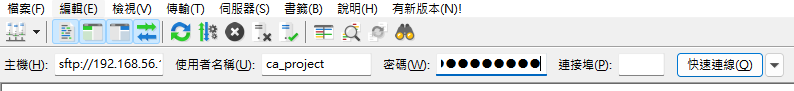 檔案(F) 編輯(E) 檢視(V) 傳輸(T) 伺服器(S) 書籤(B) 說明(H) 有新版本(N)!
主機(H): sftp://192.168.56. 使用者名稱(U): ca_project 密碼(W): ●●●●●●●●● 連接埠(P): 快速連線(Q)